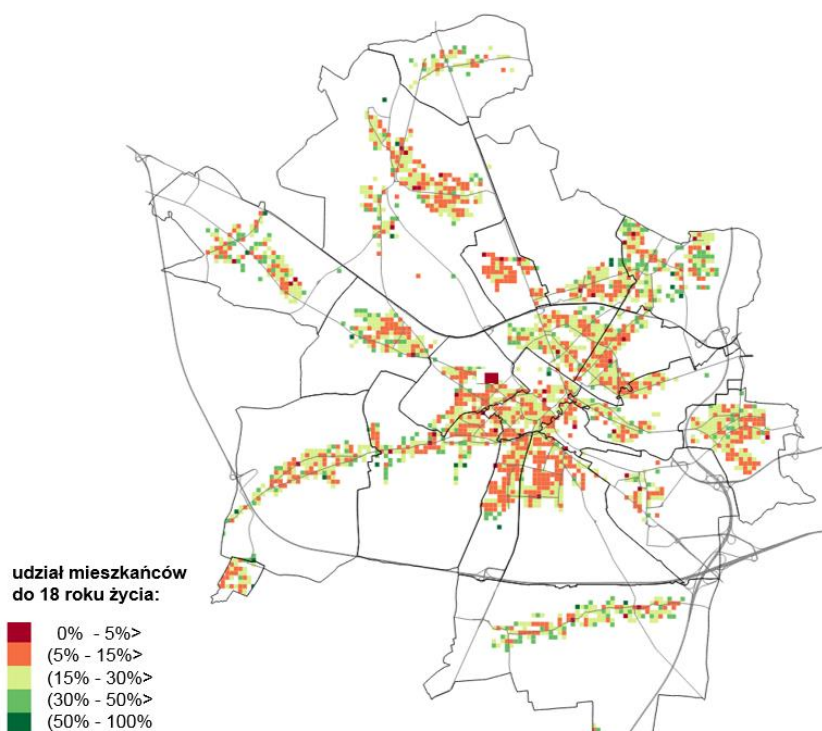 udział mieszkańców
do 18 roku życia:
0% - 5%>
(5% - 15%>
(15% - 30%>
(30% - 50%>
(50% - 100%